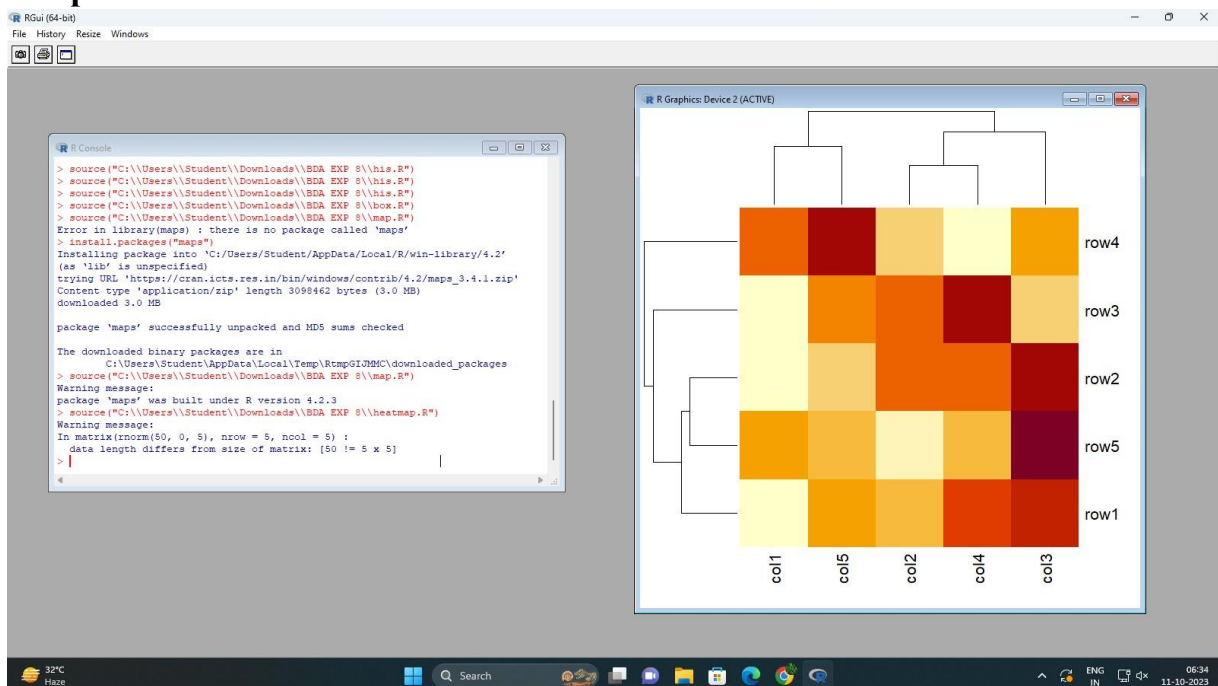 RGui (64-bit)
File History Resize Windows
R Console
> source("C:\\Users\\Student\\Downloads\\BDA EXP 8\\his.R")
> source("C:\\Users\\Student\\Downloads\\BDA EXP 8\\his.R")
> source("C:\\Users\\Student\\Downloads\\BDA EXP 8\\his.R")
> source("C:\\Users\\Student\\Downloads\\BDA EXP 8\\box.R")
> source("C:\\Users\\Student\\Downloads\\BDA EXP 8\\map.R")
Error in library(maps) : there is no package called ‘maps’
> install.packages("maps")
Installing package into ‘C:/Users/Student/AppData/Local/R/win-library/4.2’
(as ‘lib’ is unspecified)
trying URL 'https://cran.icts.res.in/bin/windows/contrib/4.2/maps_3.4.1.zip'
Content type 'application/zip' length 3098462 bytes (3.0 MB)
downloaded 3.0 MB
package ‘maps’ successfully unpacked and MD5 sums checked
The downloaded binary packages are in
C:\Users\Student\AppData\Local\Temp\RtmpGIJMMC\downloaded_packages
> source("C:\\Users\\Student\\Downloads\\BDA EXP 8\\map.R")
Warning message:
package ‘maps’ was built under R version 4.2.3
> source("C:\\Users\\Student\\Downloads\\BDA EXP 8\\heatmap.R")
Warning message:
In matrix(rnorm(50, 0, 5), nrow = 5, ncol = 5) :
data length differs from size of matrix: [50 != 5 x 5]
>
R Graphics: Device 2 (ACTIVE)
row4
row3
row2
row5
row1
col1
col5
col2
col4
col3
32°C
Haze
Search
ENG
IN
06:34
11-10-2023